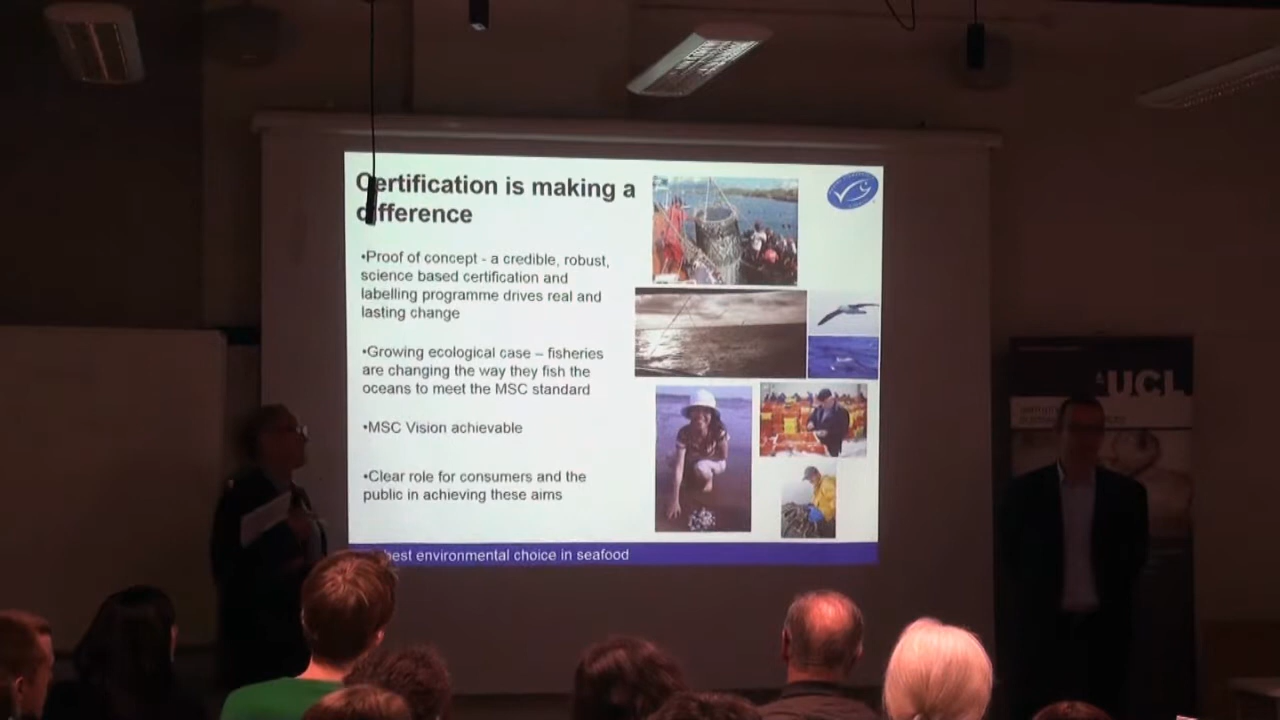 Certification is making a
difference
•Proof of concept - a credible, robust,
science based certification and
labelling programme drives real and
lasting change
•Growing ecological case – fisheries
are changing the way they fish the
oceans to meet the MSC standard
•MSC Vision achievable
•Clear role for consumers and the
public in achieving these aims
best environmental choice in seafood
UCL